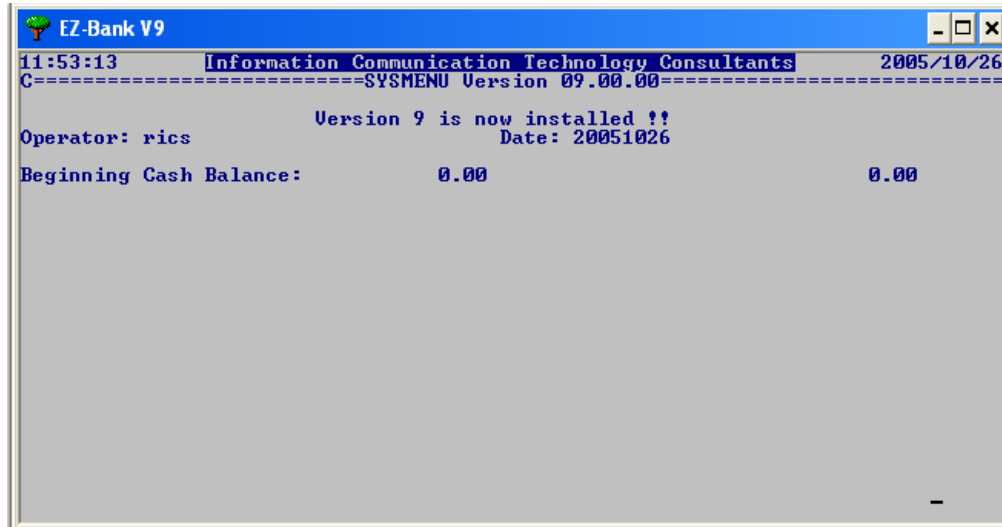 EZ-Bank V9
11:53:13 Information Communication Technology Consultants 2005/10/26
C===========================SYSMENU Version 09.00.00============================
Version 9 is now installed !!
Operator: rics Date: 20051026
Beginning Cash Balance: 0.00 0.00